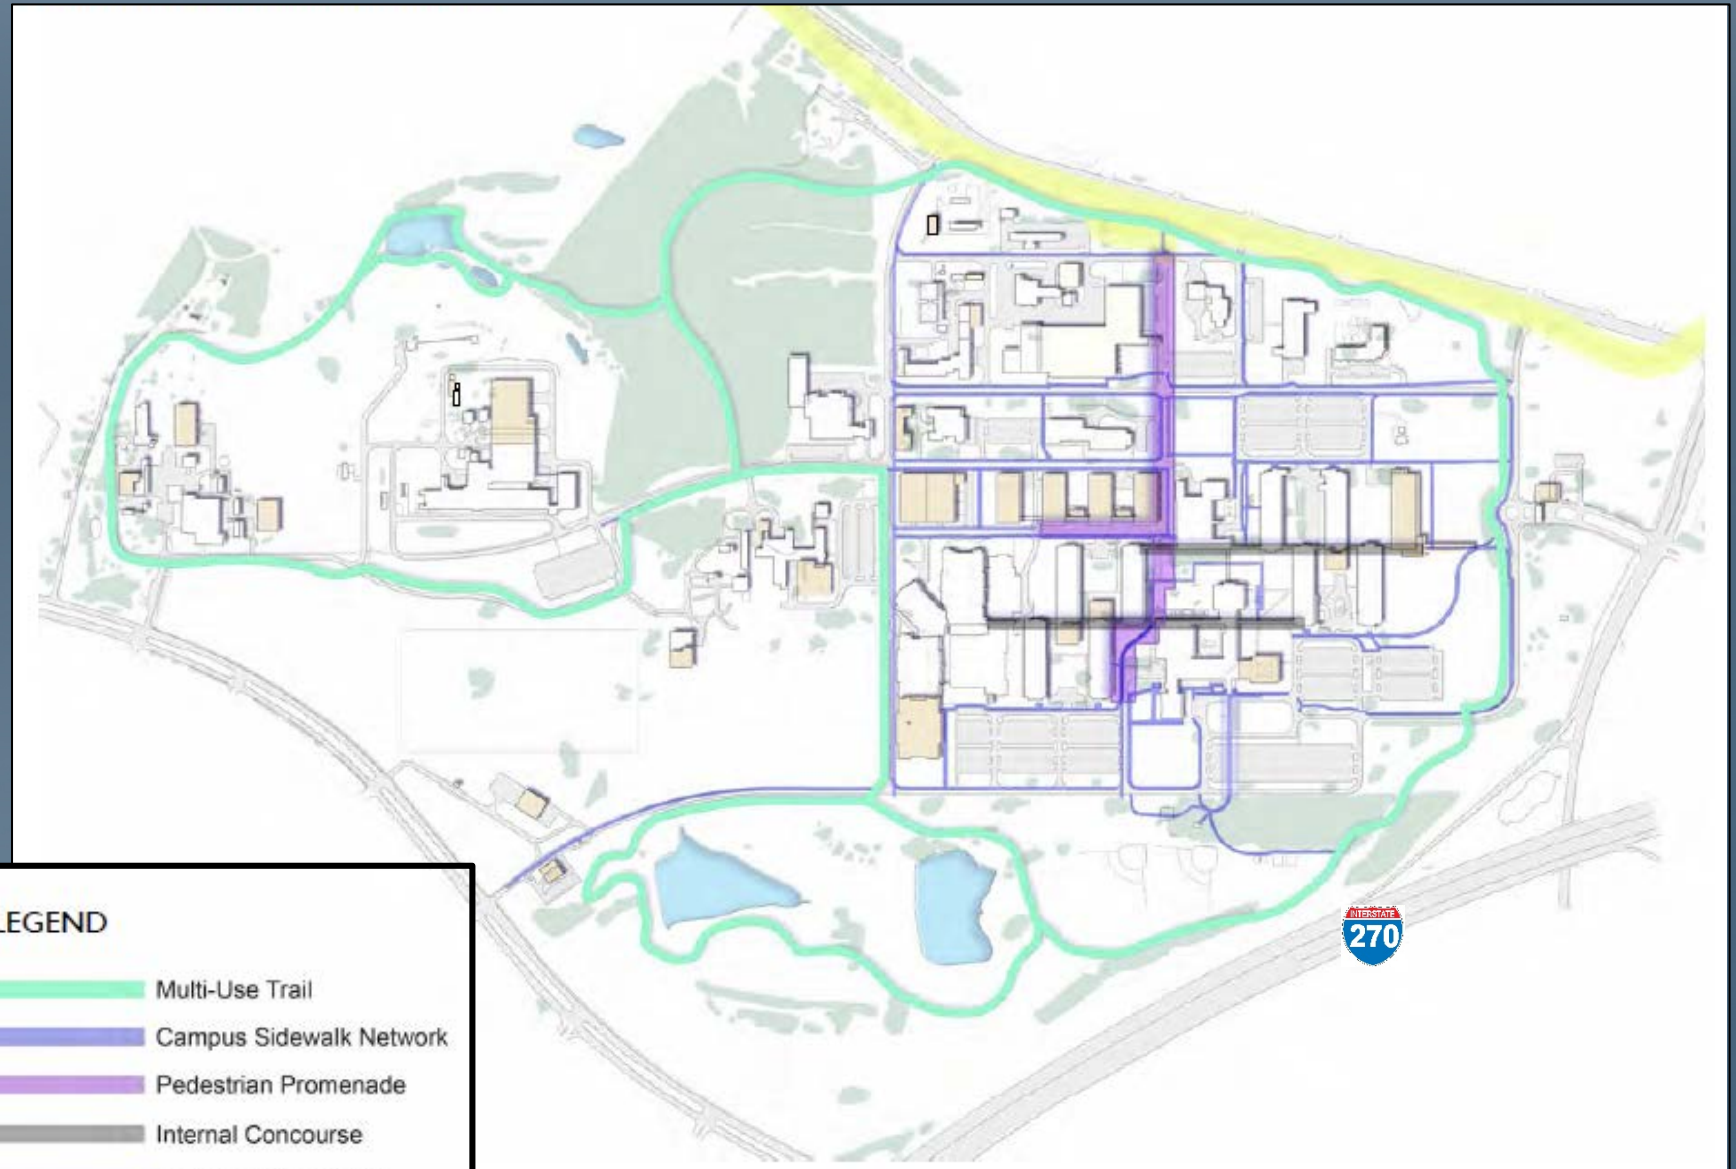 INTERSTATE
270
LEGEND
Multi-Use Trail
Campus Sidewalk Network
Pedestrian Promenade
Internal Concourse